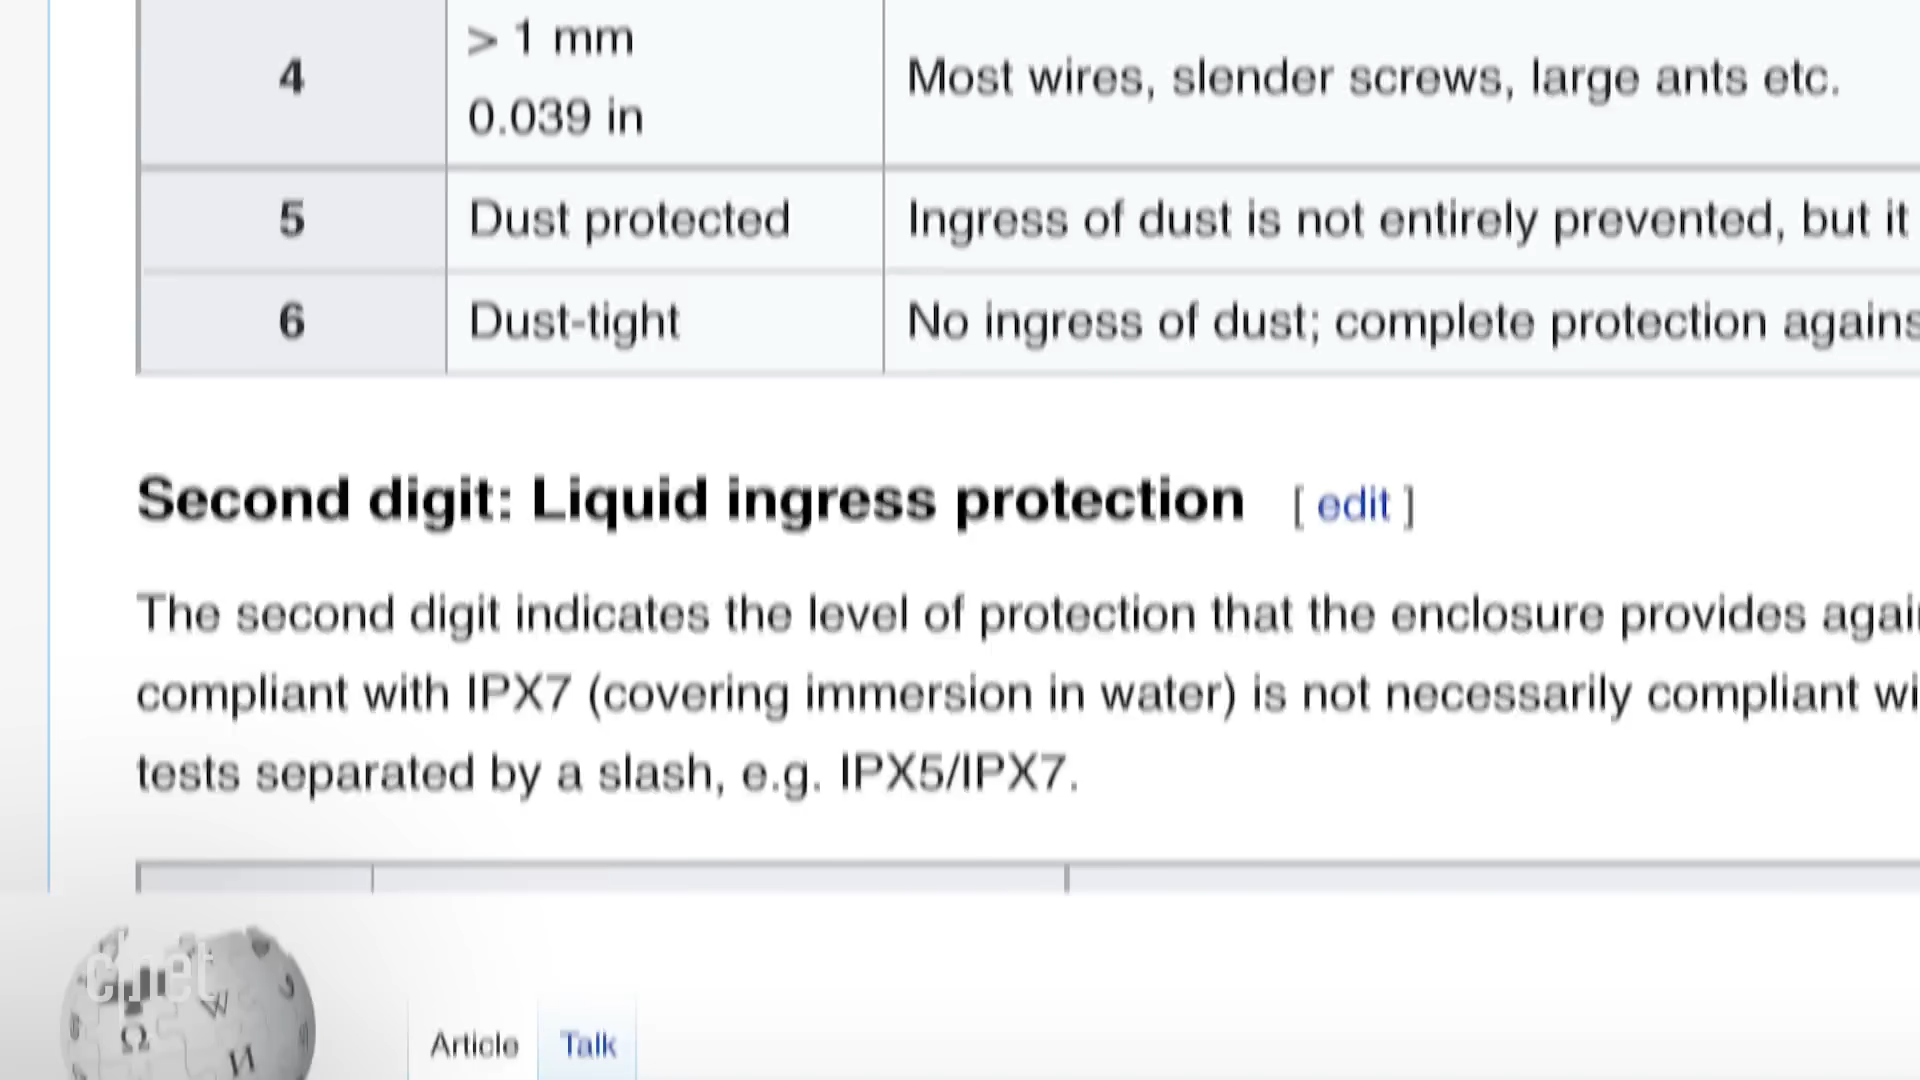 4
> 1 mm
0.039 in
Most wires, slender screws, large ants etc.
5
Dust protected
Ingress of dust is not entirely prevented, but it
6
Dust-tight
No ingress of dust; complete protection agains
Second digit: Liquid ingress protection [ edit ]
The second digit indicates the level of protection that the enclosure provides agai
compliant with IPX7 (covering immersion in water) is not necessarily compliant wi
tests separated by a slash, e.g. IPX5/IPX7.
c|net
Ω
W
И
Article
Talk